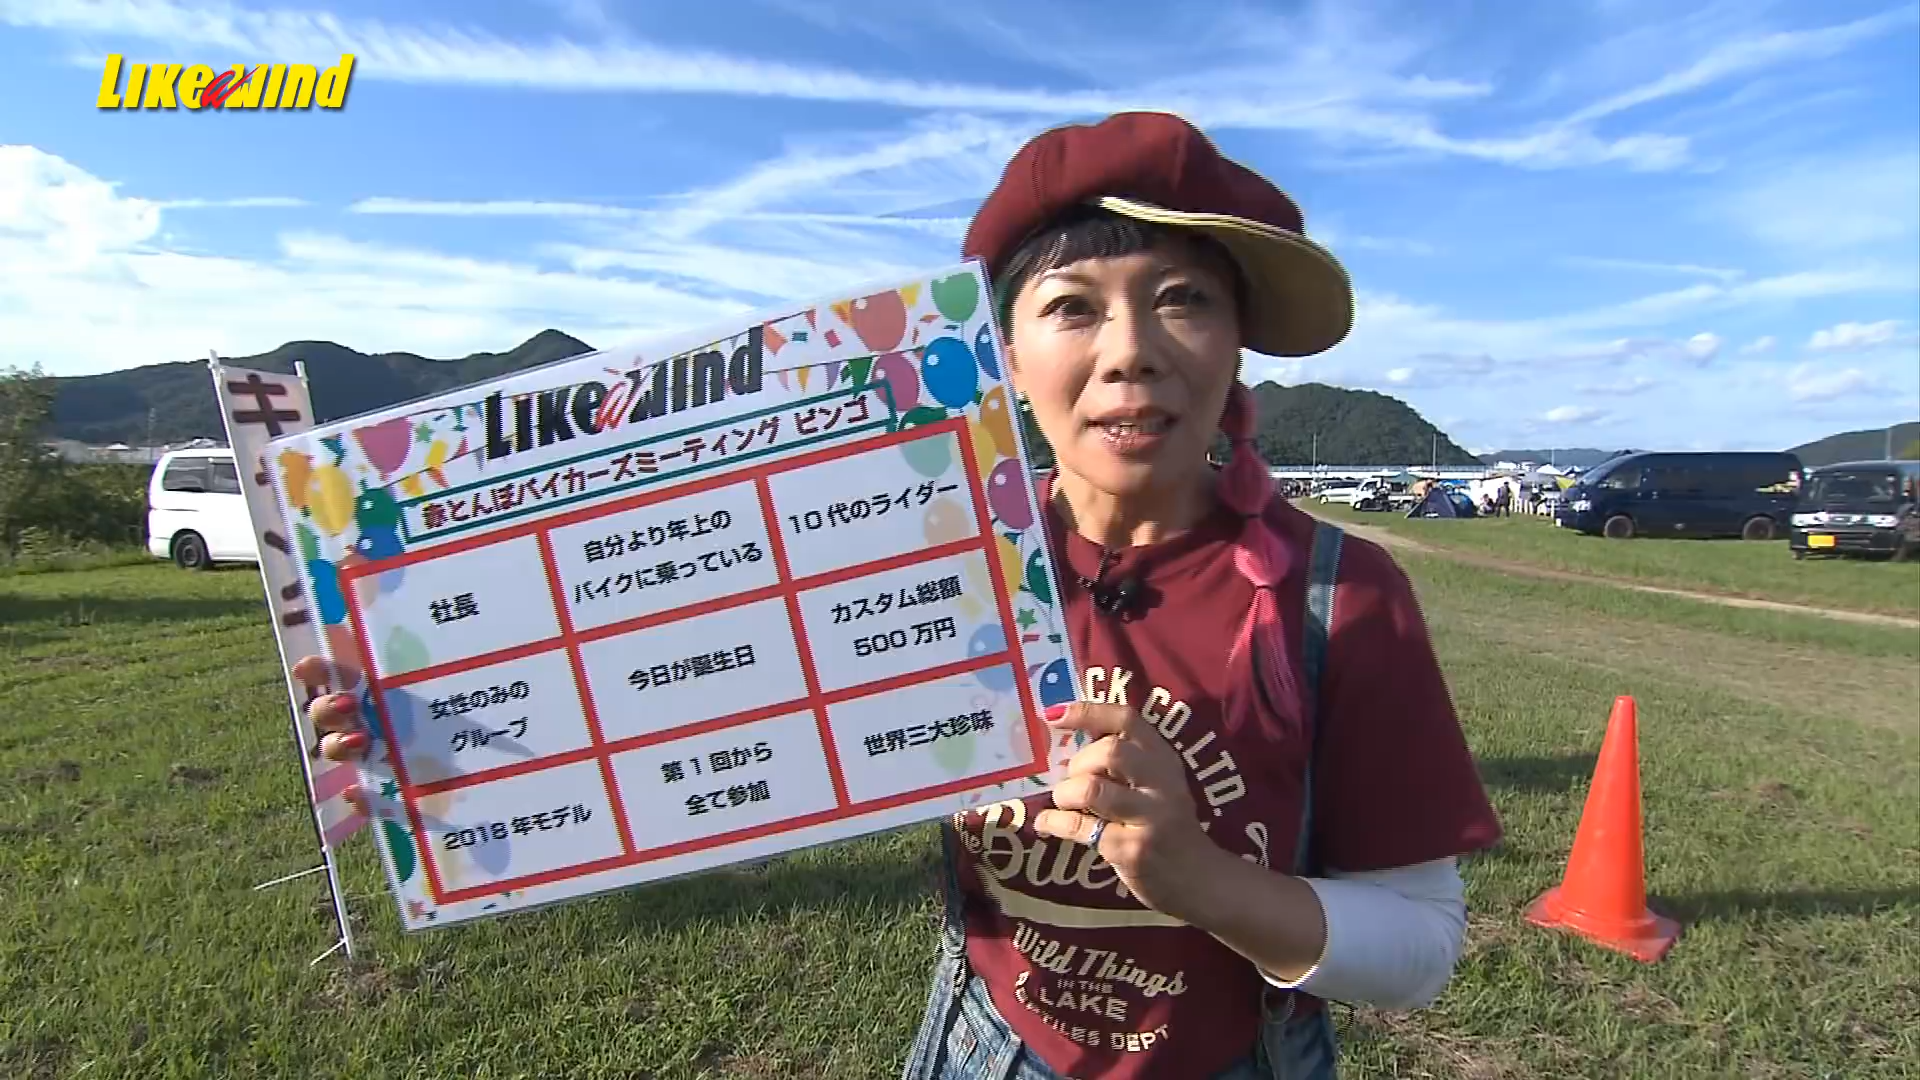 Like a wind
Like a wind
赤とんぼバイカーズミーティング ビンゴ
社長
自分より年上の
バイクに乗っている
10代のライダー
女性のみの
グループ
今日が誕生日
カスタム総額
500万円
2018年モデル
第1回から
全て参加
世界三大珍味
キ
CK CO.LTD.
Wild Things
IN THE
LAKE
DEPT